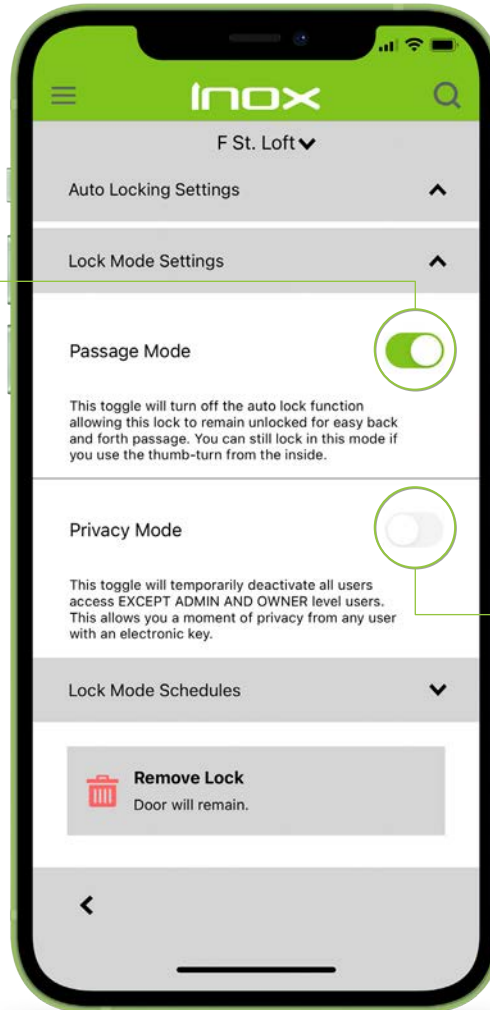 INOX
F St. Loft
Auto Locking Settings
Lock Mode Settings
Passage Mode
This toggle will turn off the auto lock function
allowing this lock to remain unlocked for easy back
and forth passage. You can still lock in this mode if
you use the thumb-turn from the inside.
Privacy Mode
This toggle will temporarily deactivate all users
access EXCEPT ADMIN AND OWNER level users.
This allows you a moment of privacy from any user
with an electronic key.
Lock Mode Schedules
Remove Lock
Door will remain.